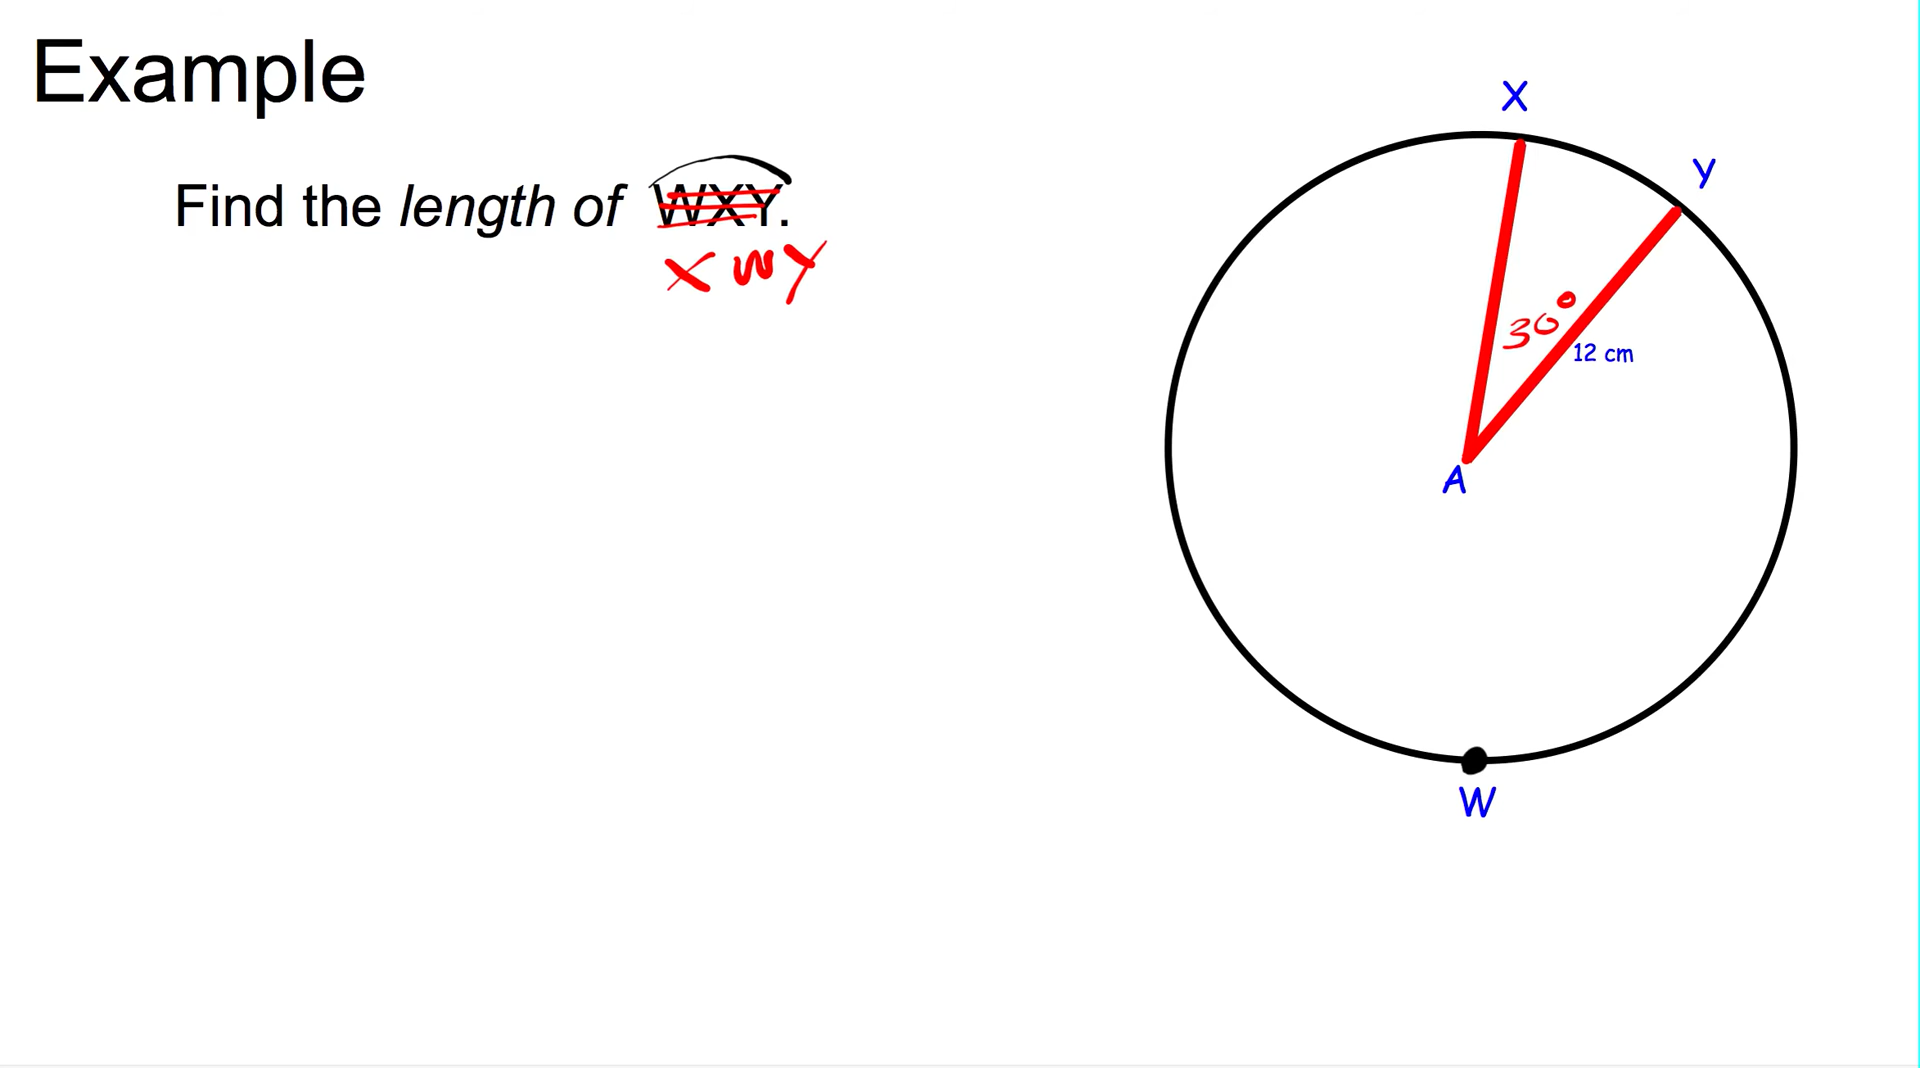 Example
Find the length of WXY.
XWY
X
Y
30°
12 cm
A
W